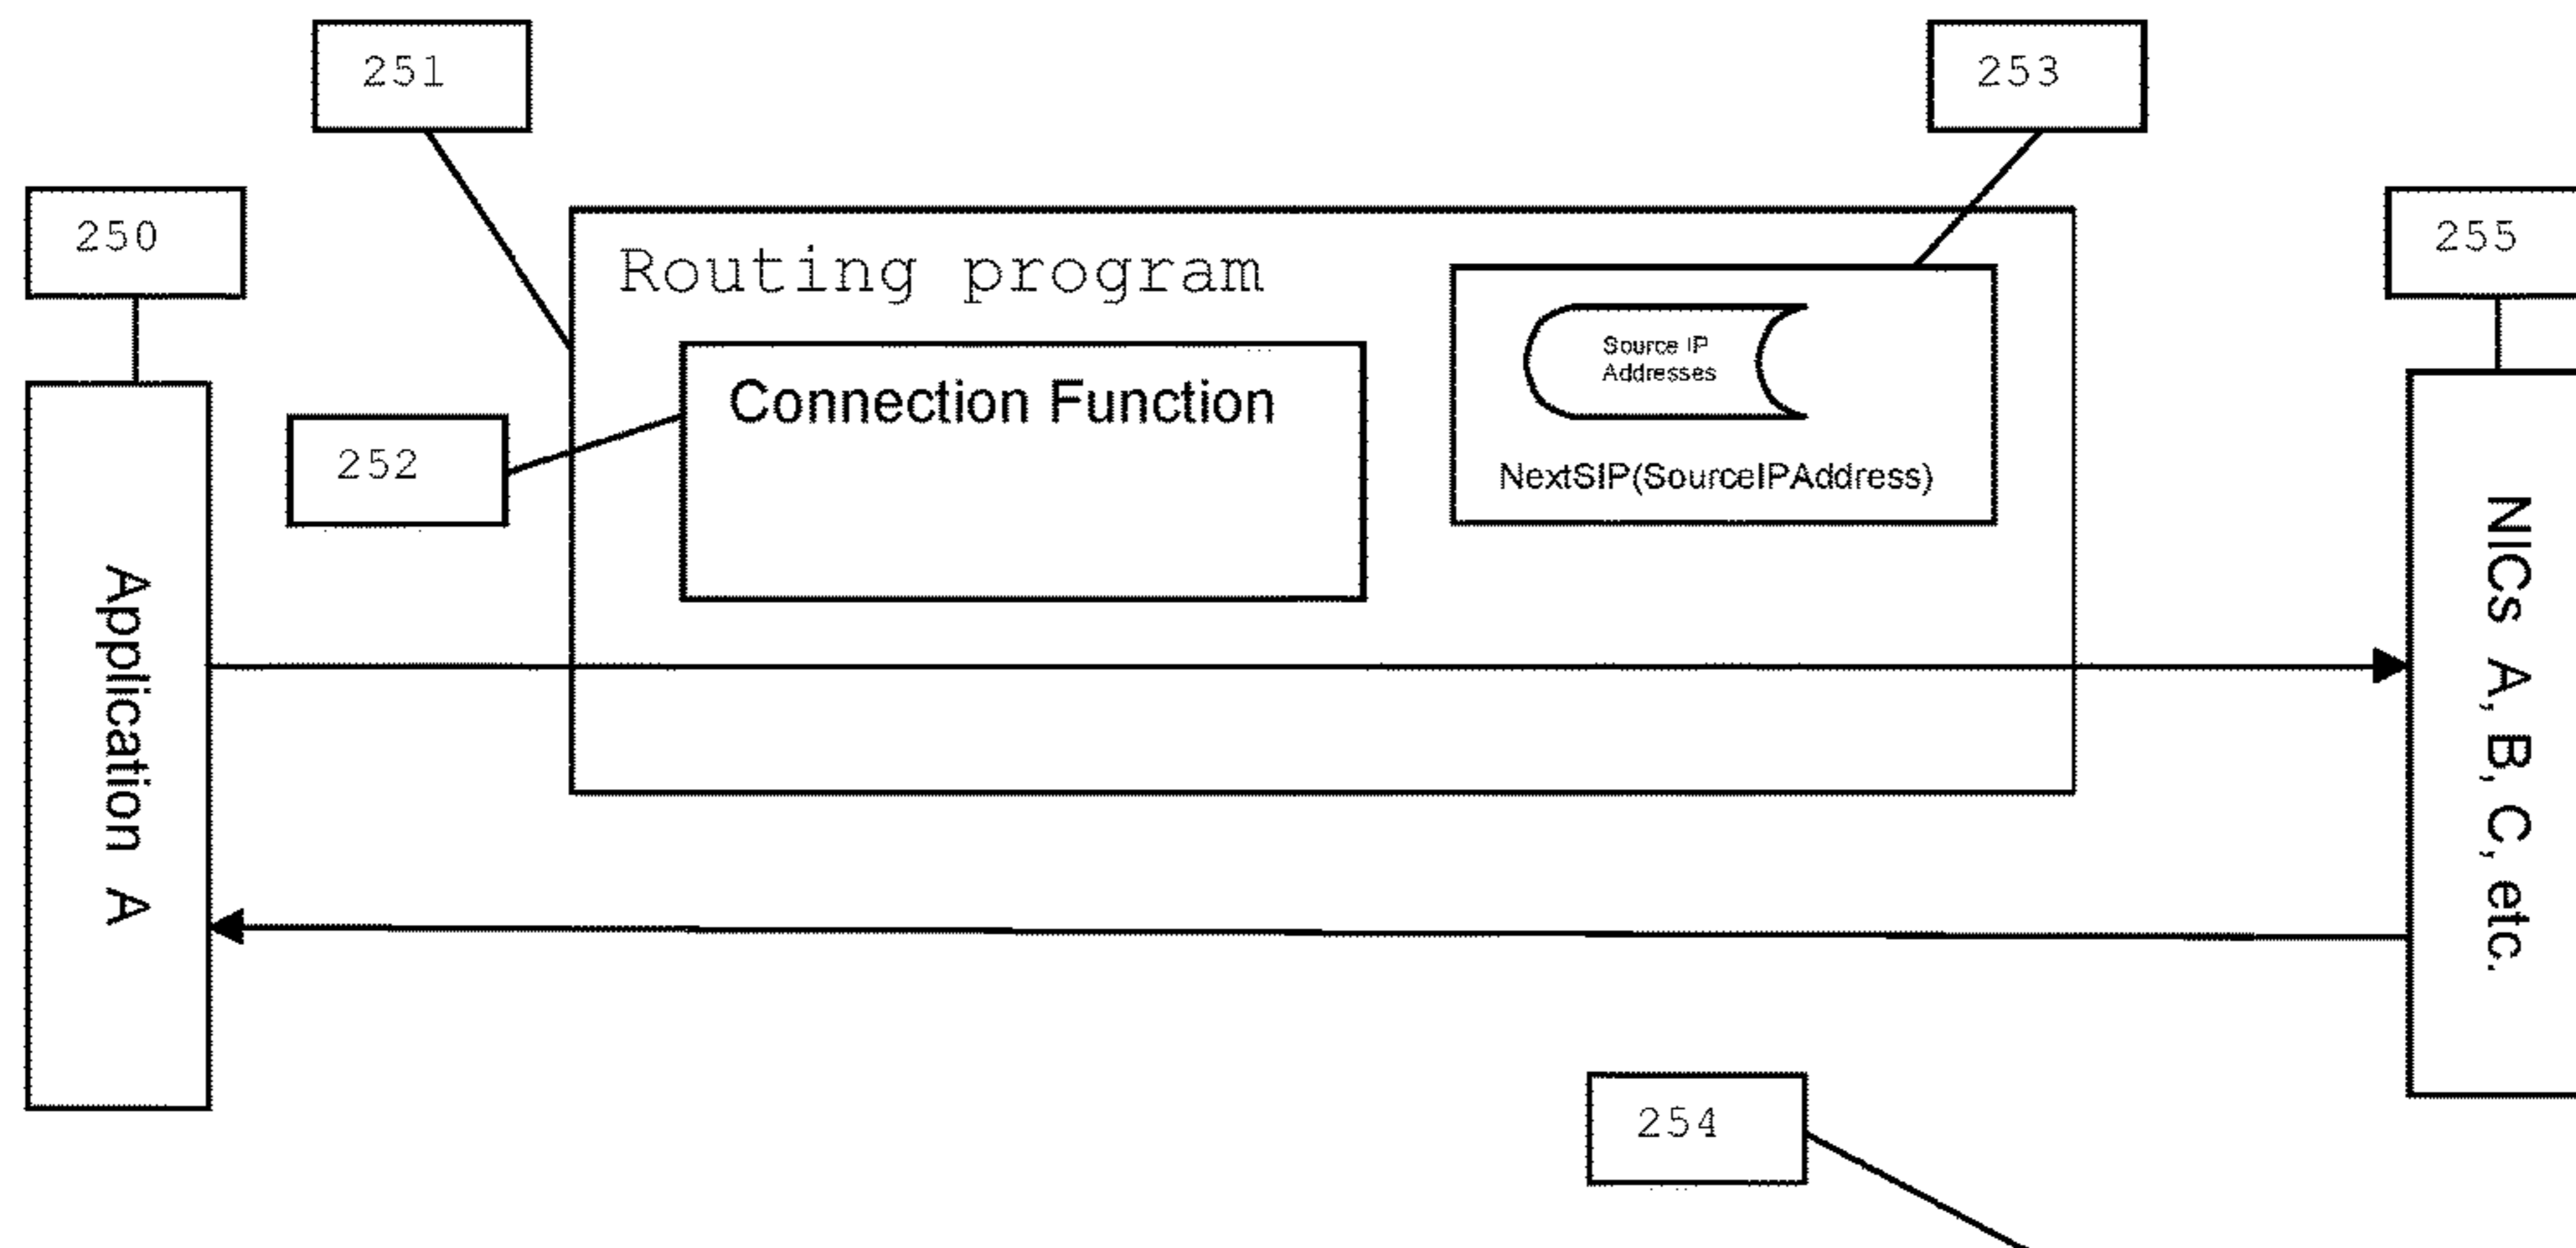 251
253
250
255
Routing program
Source IP
Addresses
Connection Function
252
NextSIP(SourceIPAddress)
Application A
NICs A, B, C, etc.
254